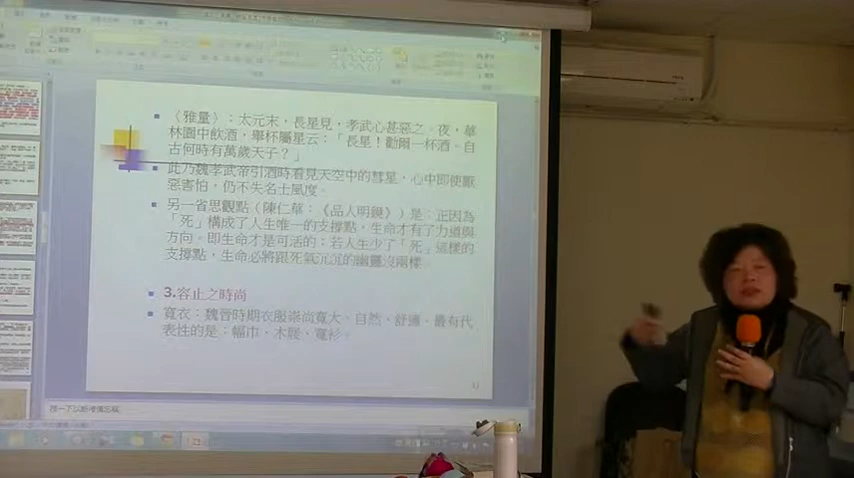 〈雅量〉：太元末，長星見，孝武心甚惡之。夜，華
林園中飲酒，舉杯屬星云：「長星！勸爾一杯酒。自
古何時有萬歲天子？」
此乃魏孝武帝引酒時看見天空中的彗星，心中即使厭
惡害怕，仍不失名士風度。
另一省思觀點（陳仁華：《品人明鏡》）是：正因為
「死」構成了人生唯一的支撐點，生命才有了力道與
方向。即生命才是可活的；若人生少了「死」這樣的
支撐點，生命必將跟死氣沉沉的幽靈沒兩樣。
3.容止之時尚
寬衣：魏晉時期衣服崇尚寬大、自然、舒適。最有代
表性的是：幅巾、木屐、寬衫。